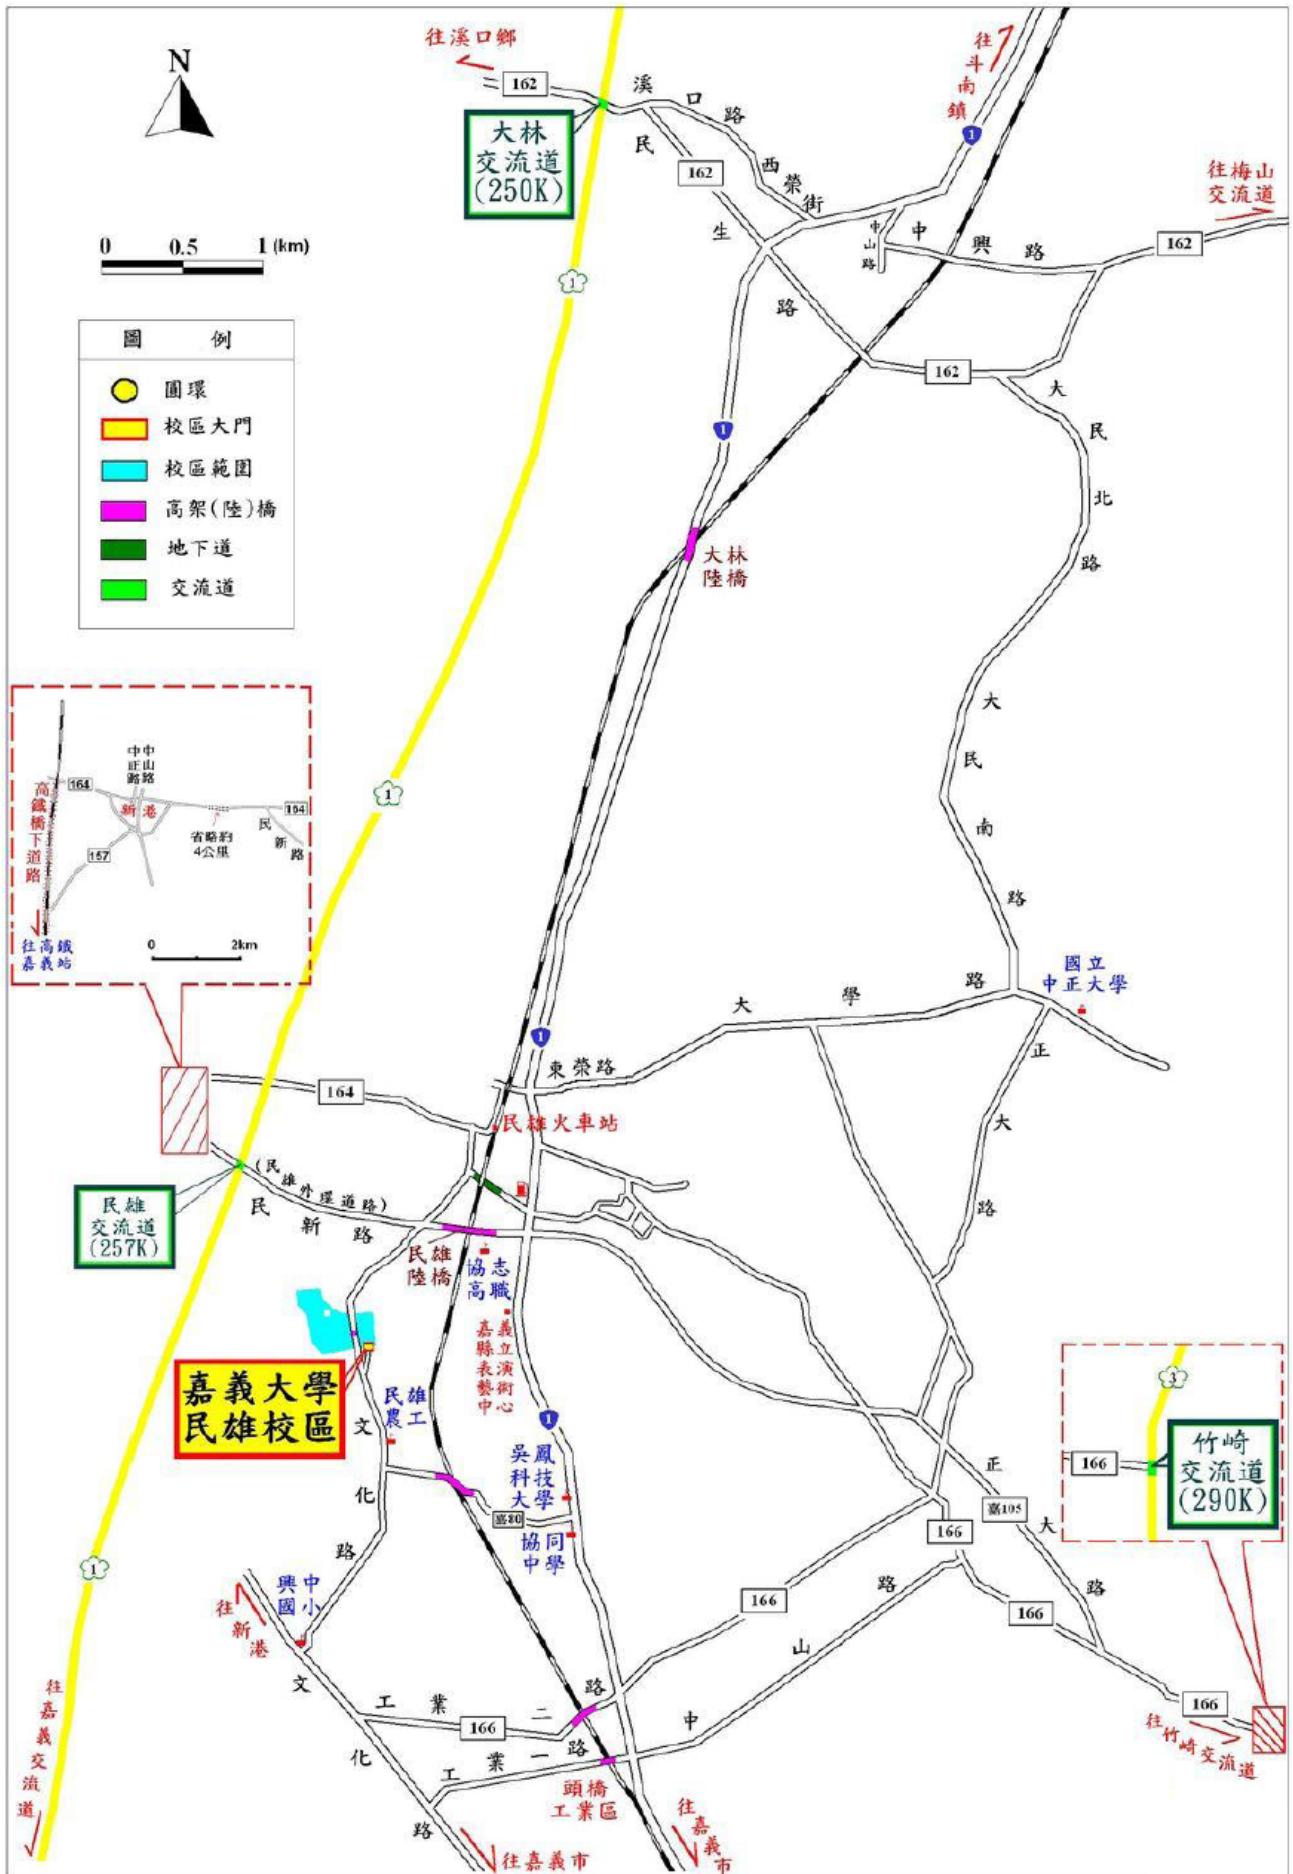 往溪口鄉
N
162
溪口路
往斗南鎮
1
大林
交流道
(250K)
民生路
162
西榮街
往梅山
交流道
中山路
中興路
162
0 0.5 1 (km)
1
圖 例
圓環
校區大門
校區範圍
高架(陸)橋
地下道
交流道
162
大民北路
1
大林
陸橋
大民南路
中正路
中山路
164
高鐵橋下道路
新港
164
省略約
4公里
民新路
157
往高鐵
嘉義站
0 2km
1
國立
中正大學
大學路
1
東榮路
正大路
164
民雄火車站
(民雄外環道路)
民新路
民雄
交流道
(257K)
民雄
陸橋
協志
高職
嘉義
縣立
表演
藝術
中心
嘉義大學
民雄校區
民雄
農工
文化路
1
吳鳳
科技
大學
嘉80
協同
中學
3
166
竹崎
交流道
(290K)
正大路
嘉105
166
166
166
興中
國小
往新港
文化路
工業二路
166
工業一路
中山路
頭橋
工業區
166
往竹崎交流道
1
往嘉義交流道
往嘉義市
往嘉義市